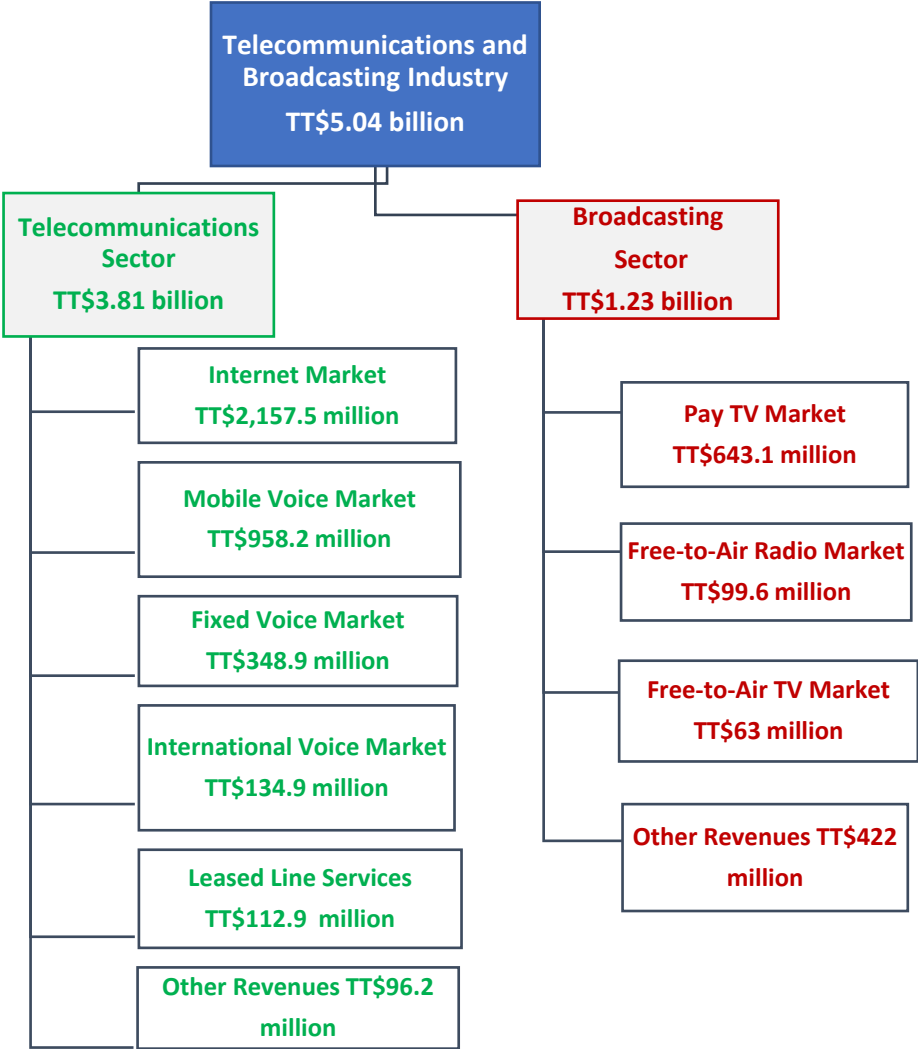 Telecommunications and
Broadcasting Industry
TT$5.04 billion
Telecommunications
Sector
TT$3.81 billion
Internet Market
TT$2,157.5 million
Mobile Voice Market
TT$958.2 million
Fixed Voice Market
TT$348.9 million
International Voice Market
TT$134.9 million
Leased Line Services
TT$112.9 million
Other Revenues TT$96.2
million
Broadcasting
Sector
TT$1.23 billion
Pay TV Market
TT$643.1 million
Free-to-Air Radio Market
TT$99.6 million
Free-to-Air TV Market
TT$63 million
Other Revenues TT$422
million